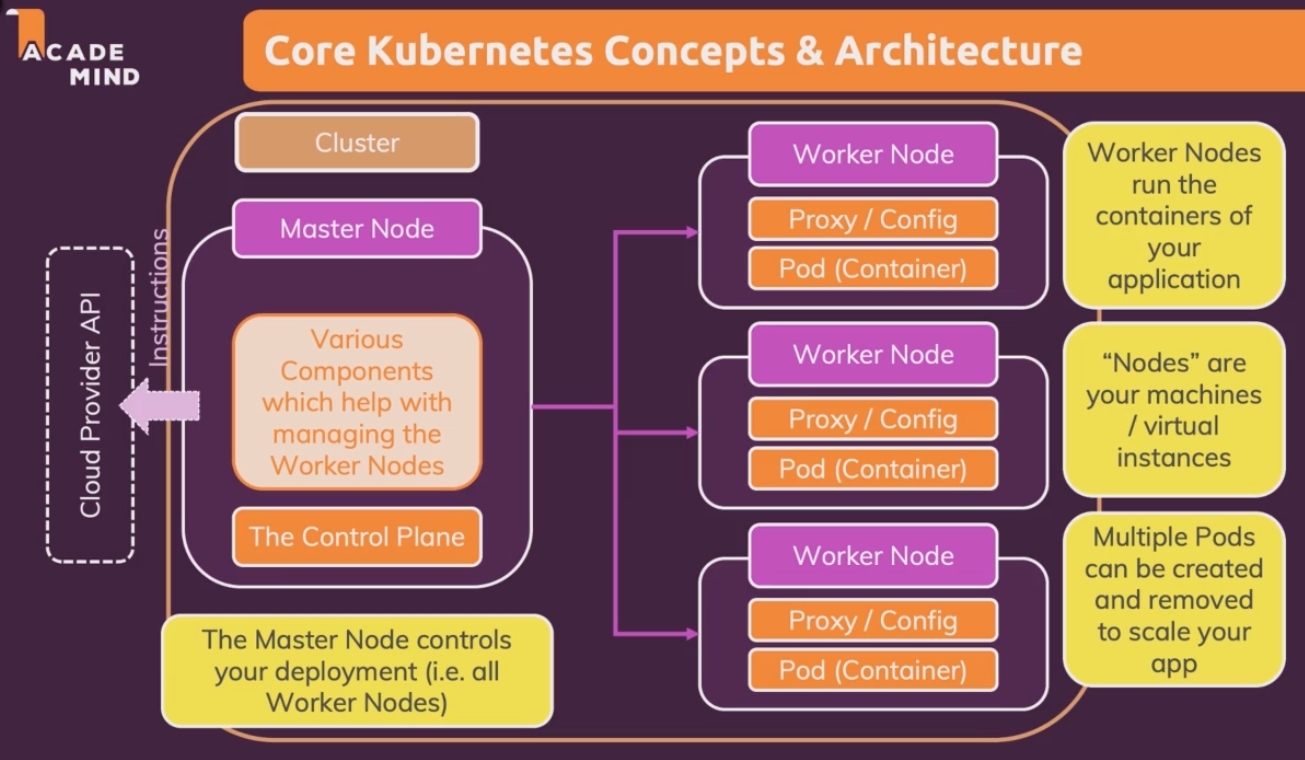 ACADE
MIND
Core Kubernetes Concepts & Architecture
Cluster
Master Node
Various
Components
which help with
managing the
Worker Nodes
The Control Plane
The Master Node controls
your deployment (i.e. all
Worker Nodes)
Instructions
Cloud Provider API
Worker Node
Proxy / Config
Pod (Container)
Worker Node
Proxy / Config
Pod (Container)
Worker Node
Proxy / Config
Pod (Container)
Worker Nodes
run the
containers of
your
application
“Nodes” are
your machines
/ virtual
instances
Multiple Pods
can be created
and removed
to scale your
app